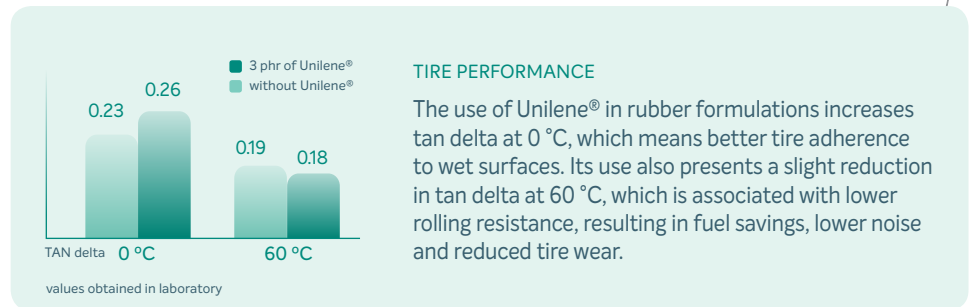 3 phr of Unilene®
without Unilene®
0.23
0.26
0.19
0.18
TAN delta
0 °C
60 °C
values obtained in laboratory
TIRE PERFORMANCE
The use of Unilene® in rubber formulations increases
tan delta at 0 °C, which means better tire adherence
to wet surfaces. Its use also presents a slight reduction
in tan delta at 60 °C, which is associated with lower
rolling resistance, resulting in fuel savings, lower noise
and reduced tire wear.